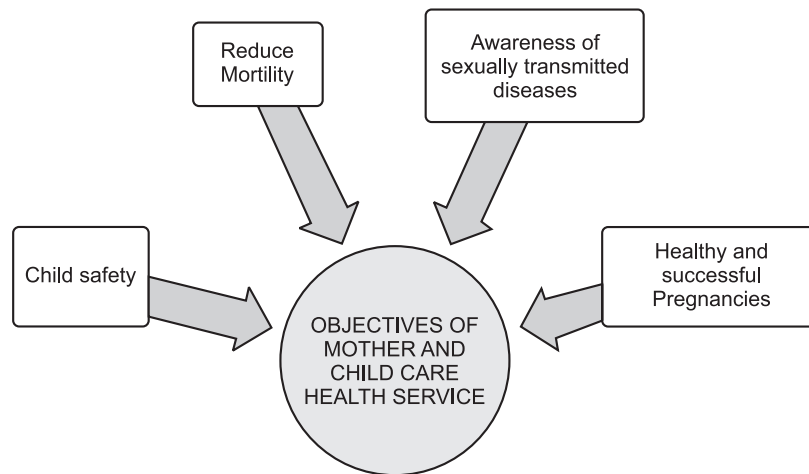 Reduce
Mortility
Awareness of
sexually transmitted
diseases
Child safety
Healthy and
successful
Pregnancies
OBJECTIVES OF
MOTHER AND
CHILD CARE
HEALTH SERVICE